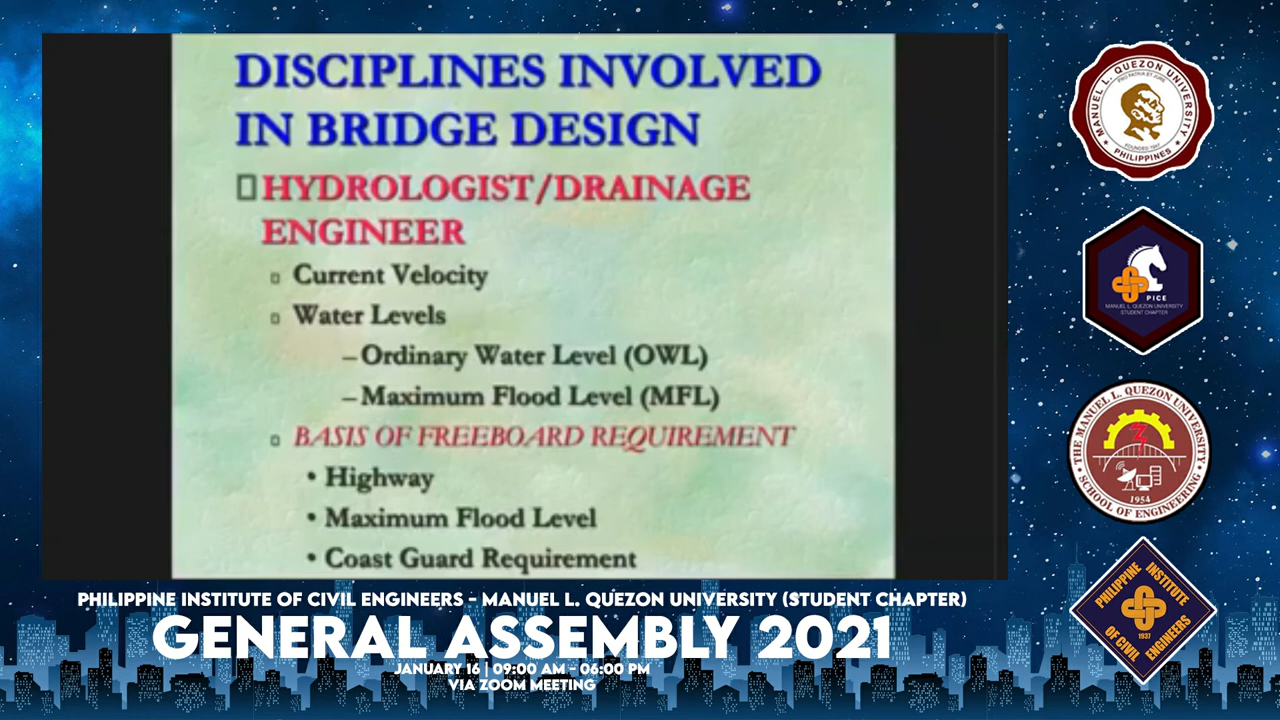 DISCIPLINES INVOLVED
IN BRIDGE DESIGN
HYDROLOGIST/DRAINAGE
ENGINEER
Current Velocity
Water Levels
–Ordinary Water Level (OWL)
–Maximum Flood Level (MFL)
BASIS OF FREEBOARD REQUIREMENT
• Highway
• Maximum Flood Level
• Coast Guard Requirement
PHILIPPINE INSTITUTE OF CIVIL ENGINEERS - MANUEL L. QUEZON UNIVERSITY (STUDENT CHAPTER)
GENERAL ASSEMBLY 2021
JANUARY 16 | 09:00 AM - 06:00 PM
VIA ZOOM MEETING
MANUEL L. QUEZON UNIVERSITY
PHILIPPINES
PICE
MANUEL L. QUEZON UNIVERSITY
STUDENT CHAPTER
THE MANUEL L. QUEZON UNIVERSITY
1954
SCHOOL OF ENGINEERING
PHILIPPINE INSTITUTE
1937
OF CIVIL ENGINEERS